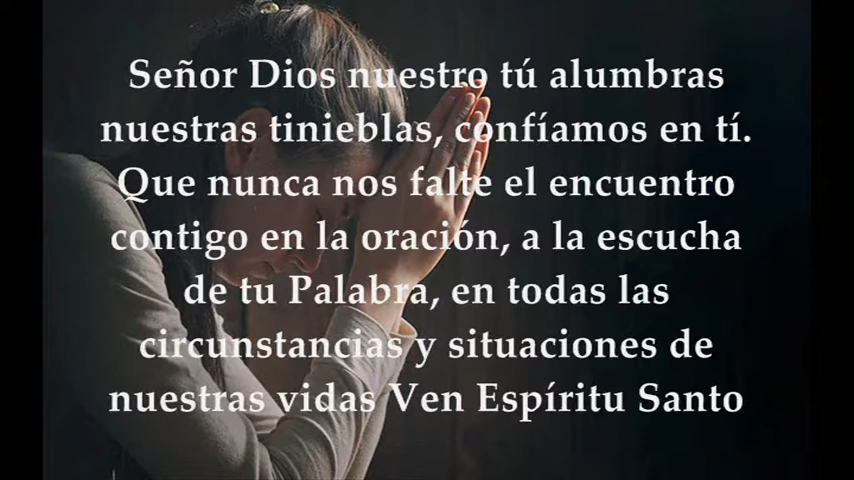 Señor Dios nuestro tú alumbras
nuestras tinieblas, confíamos en tí.
Que nunca nos falte el encuentro
contigo en la oración, a la escucha
de tu Palabra, en todas las
circunstancias y situaciones de
nuestras vidas Ven Espíritu Santo